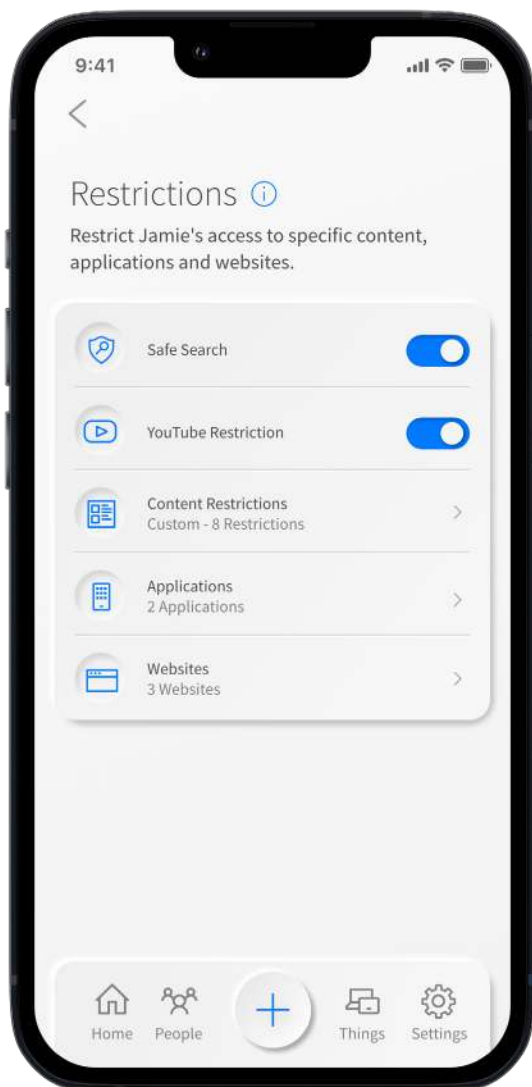 9:41
Restrictions
Restrict Jamie's access to specific content,
applications and websites.
Safe Search
YouTube Restriction
Content Restrictions
Custom - 8 Restrictions
Applications
2 Applications
Websites
3 Websites
Home People Things Settings